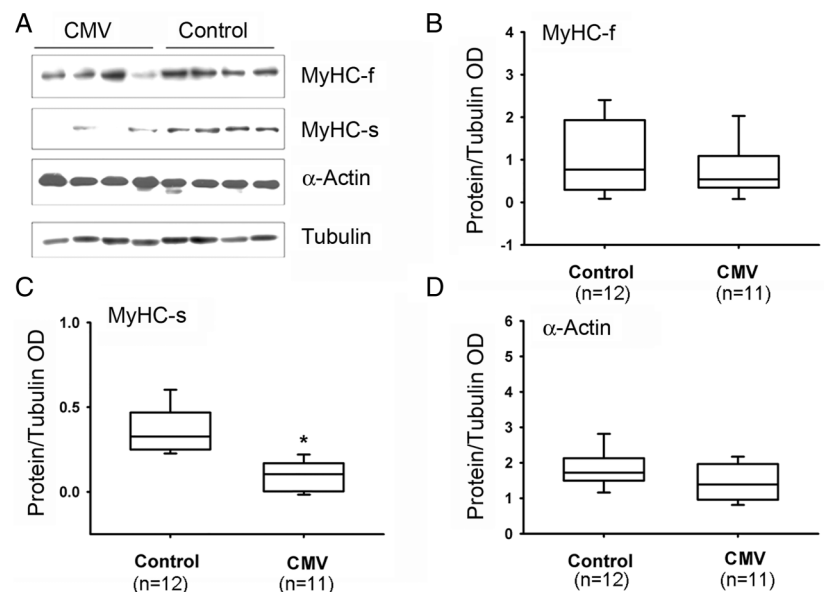 A
CMV Control
MyHC-f
MyHC-s
α-Actin
Tubulin
B
MyHC-f
Protein/Tubulin OD
4
3
2
1
0
-1
Control CMV
(n=12) (n=11)
C
MyHC-s
Protein/Tubulin OD
1.0
0.5
0.0
*
Control CMV
(n=12) (n=11)
D
α-Actin
Protein/Tubulin OD
6
5
4
3
2
1
0
Control CMV
(n=12) (n=11)